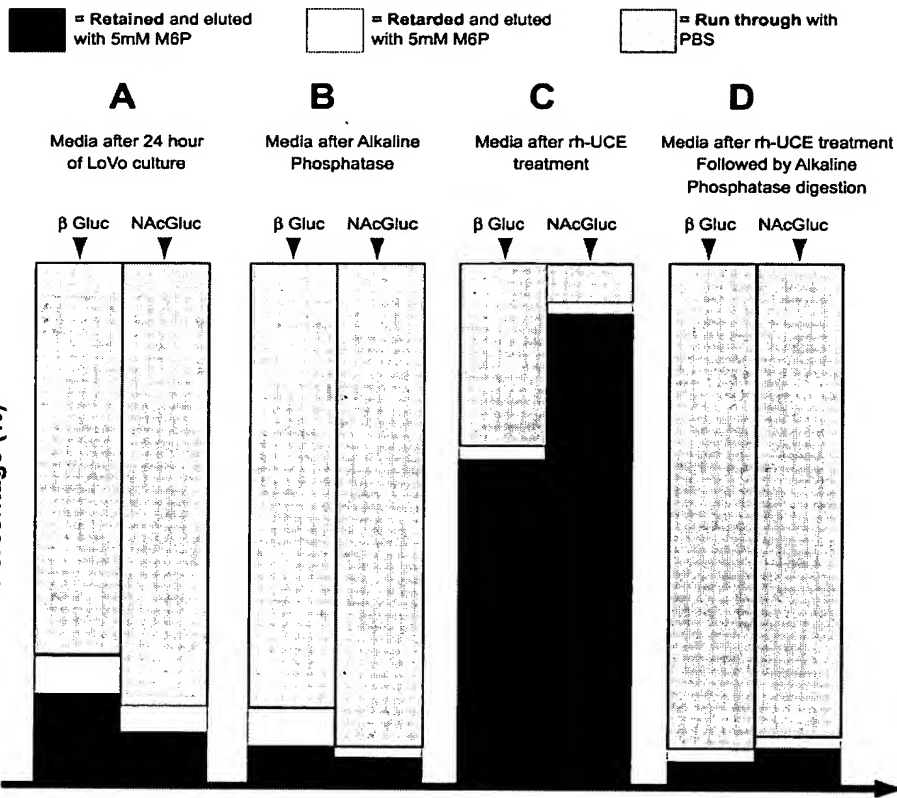 = Retained and eluted
with 5mM M6P
= Retarded and eluted
with 5mM M6P
= Run through with
PBS
A
B
C
D
Media after 24 hour
of LoVo culture
Media after Alkaline
Phosphatase
Media after rh-UCE
treatment
Media after rh-UCE treatment
Followed by Alkaline
Phosphatase digestion
β Gluc NAcGluc
β Gluc NAcGluc
β Gluc NAcGluc
β Gluc NAcGluc